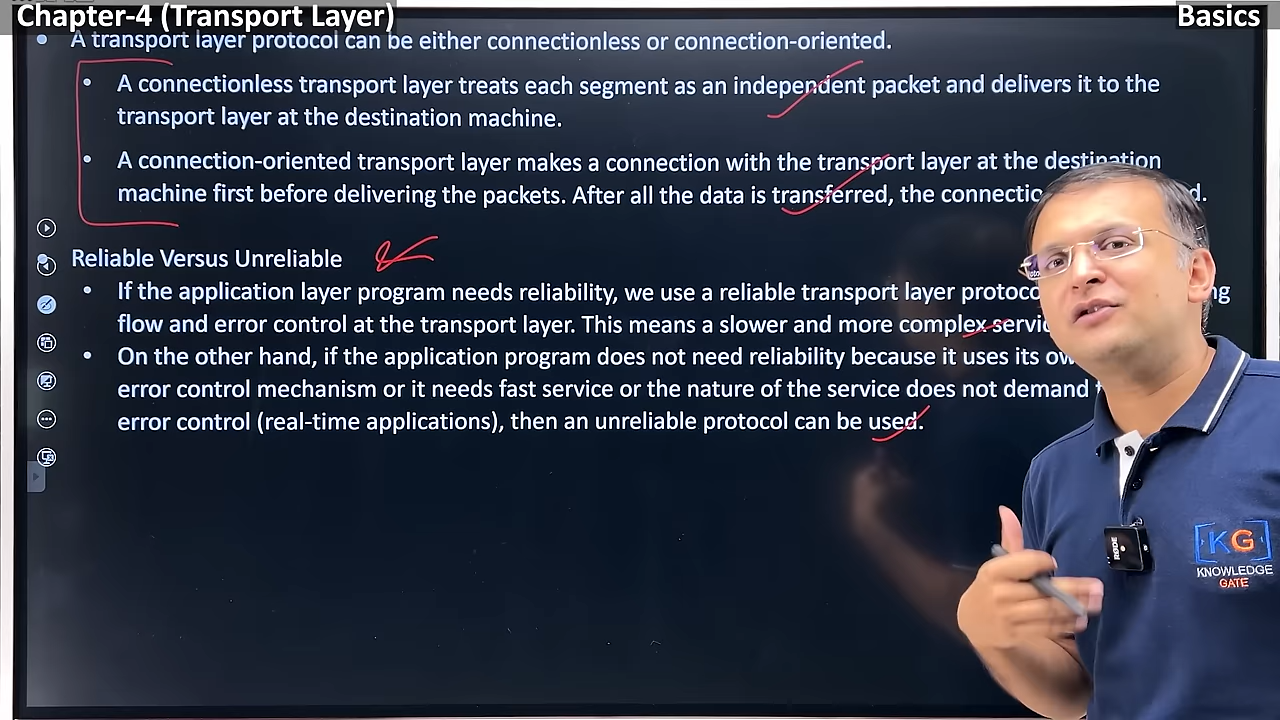 Chapter-4 (Transport Layer)
Basics
A transport layer protocol can be either connectionless or connection-oriented.
A connectionless transport layer treats each segment as an independent packet and delivers it to the
transport layer at the destination machine.
A connection-oriented transport layer makes a connection with the transport layer at the destination
machine first before delivering the packets. After all the data is transferred, the d.
Reliable Versus Unreliable
If the application layer program needs reliability, we use a reliable transport layer
flow and error control at the transport layer. This means a slower and more complex
On the other hand, if the application program does not need reliability because it uses its
error control mechanism or it needs fast service or the nature of the service does not demand
error control (real-time applications), then an unreliable protocol can be used.
RØDE
KG
KNOWLEDGE
GATE